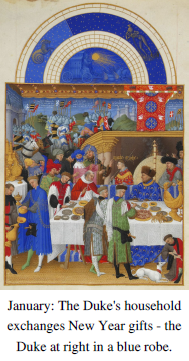 January: The Duke's household
exchanges New Year gifts - the
Duke at right in a blue robe.